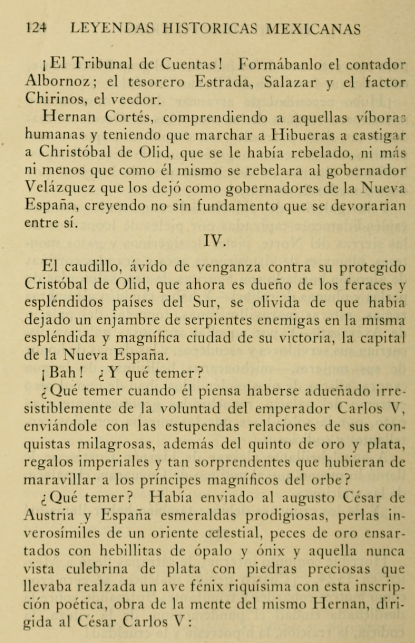 124 LEYENDAS HISTORICAS MEXICANAS
¡El Tribunal de Cuentas! Formábanlo el contador
Albornoz; el tesorero Estrada, Salazar y el factor
Chirinos, el veedor.
Hernan Cortés, comprendiendo a aquellas víboras
humanas y teniendo que marchar a Hibueras a castigar
a Christóbal de Olid, que se le había rebelado, ni más
ni menos que como él mismo se rebelara al gobernador
Velázquez que los dejó como gobernadores de la Nueva
España, creyendo no sin fundamento que se devorarian
entre sí.
IV.
El caudillo, ávido de venganza contra su protegido
Cristóbal de Olid, que ahora es dueño de los feraces y
espléndidos países del Sur, se olivida de que habia
dejado un enjambre de serpientes enemigas en la misma
espléndida y magnífica ciudad de su victoria, la capital
de la Nueva España.
¡Bah! ¿Y qué temer?
¿Qué temer cuando él piensa haberse adueñado irre-
sistiblemente de la voluntad del emperador Carlos V,
enviándole con las estupendas relaciones de sus con-
quistas milagrosas, además del quinto de oro y plata,
regalos imperiales y tan sorprendentes que hubieran de
maravillar a los príncipes magníficos del orbe?
¿Qué temer? Había enviado al augusto César de
Austria y España esmeraldas prodigiosas, perlas in-
verosímiles de un oriente celestial, peces de oro ensar-
tados con hebillitas de ópalo y ónix y aquella nunca
vista culebrina de plata con piedras preciosas que
llevaba realzada un ave fénix riquísima con esta inscrip-
ción poética, obra de la mente del mismo Hernan, diri-
gida al César Carlos V: